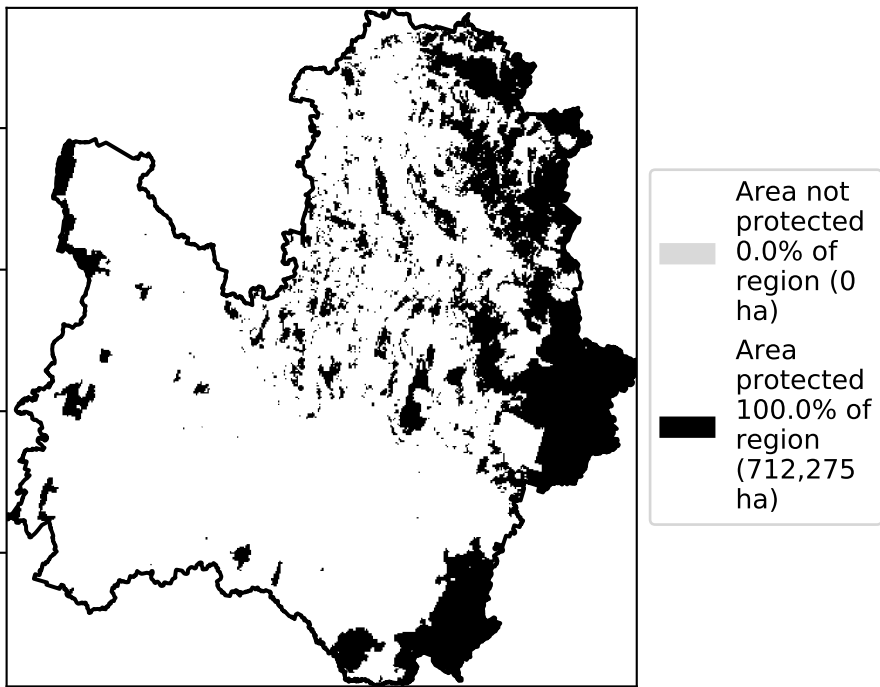 Area not
protected
0.0% of
region (0
ha)
Area
protected
100.0% of
region
(712,275
ha)